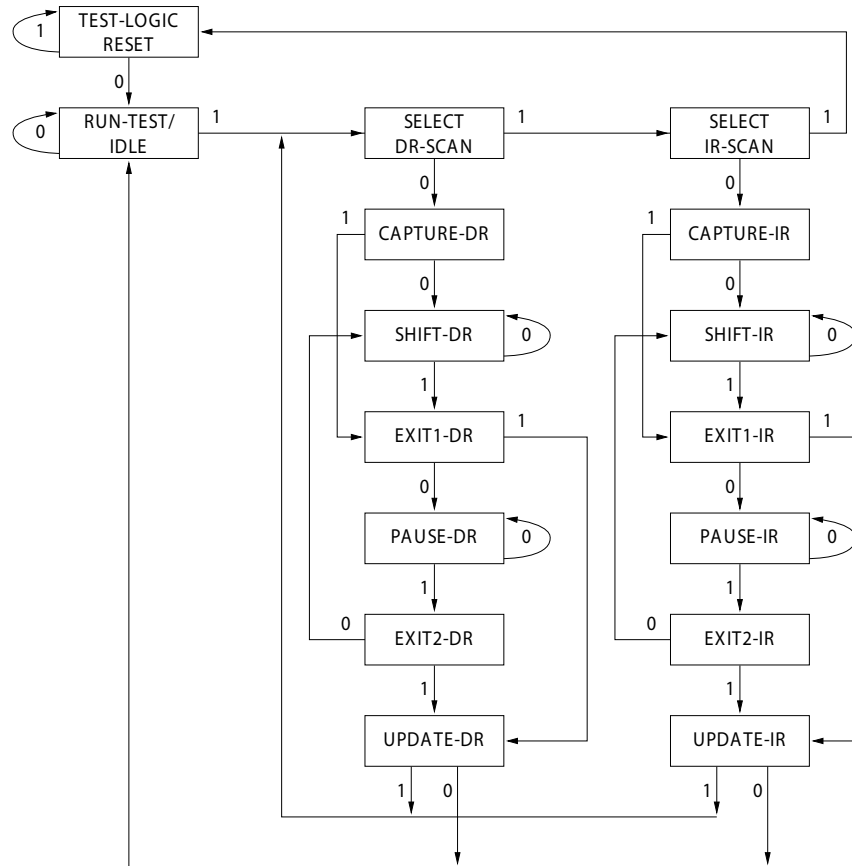 TEST-LOGIC
RESET
1
0
RUN-TEST/
IDLE
0
1
SELECT
DR-SCAN
1
SELECT
IR-SCAN
1
0
0
1
CAPTURE-DR
1
CAPTURE-IR
0
0
SHIFT-DR
0
SHIFT-IR
0
1
1
EXIT1-DR
1
EXIT1-IR
1
0
0
PAUSE-DR
0
PAUSE-IR
0
1
1
0
EXIT2-DR
0
EXIT2-IR
1
1
UPDATE-DR
UPDATE-IR
1
0
1
0